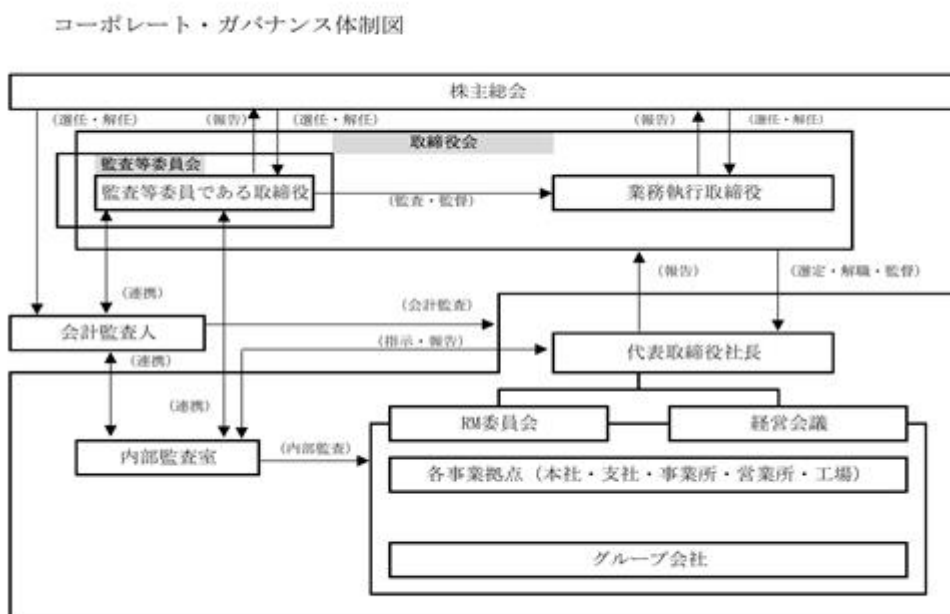 コーポレート・ガバナンス体制図
株主総会
(選任・解任) (報告) (選任・解任) (報告) (選任・解任)
取締役会
監査等委員会
監査等委員である取締役
(監査・監督)
業務執行取締役
(報告) (選定・解職・監督)
(連携)
(会計監査)
会計監査人
(指示・報告)
代表取締役社長
(連携)
(連携)
RM委員会 経営会議
内部監査室
(内部監査)
各事業拠点（本社・支社・事業所・営業所・工場）
グループ会社